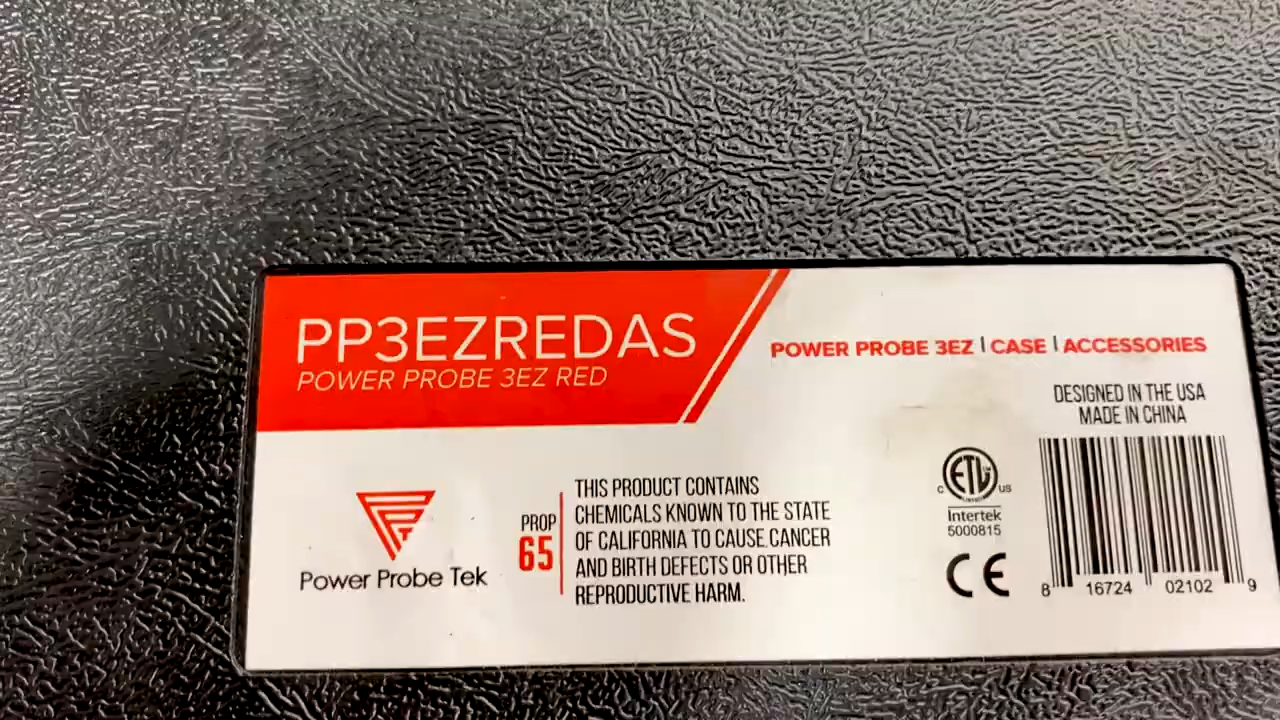 PP3EZREDAS
POWER PROBE 3EZ RED
POWER PROBE 3EZ | CASE | ACCESSORIES
DESIGNED IN THE USA
MADE IN CHINA
Power Probe Tek
PROP
65
THIS PRODUCT CONTAINS
CHEMICALS KNOWN TO THE STATE
OF CALIFORNIA TO CAUSE CANCER
AND BIRTH DEFECTS OR OTHER
REPRODUCTIVE HARM.
ETL
C US
Intertek
5000815
CE
8 16724 02102 9